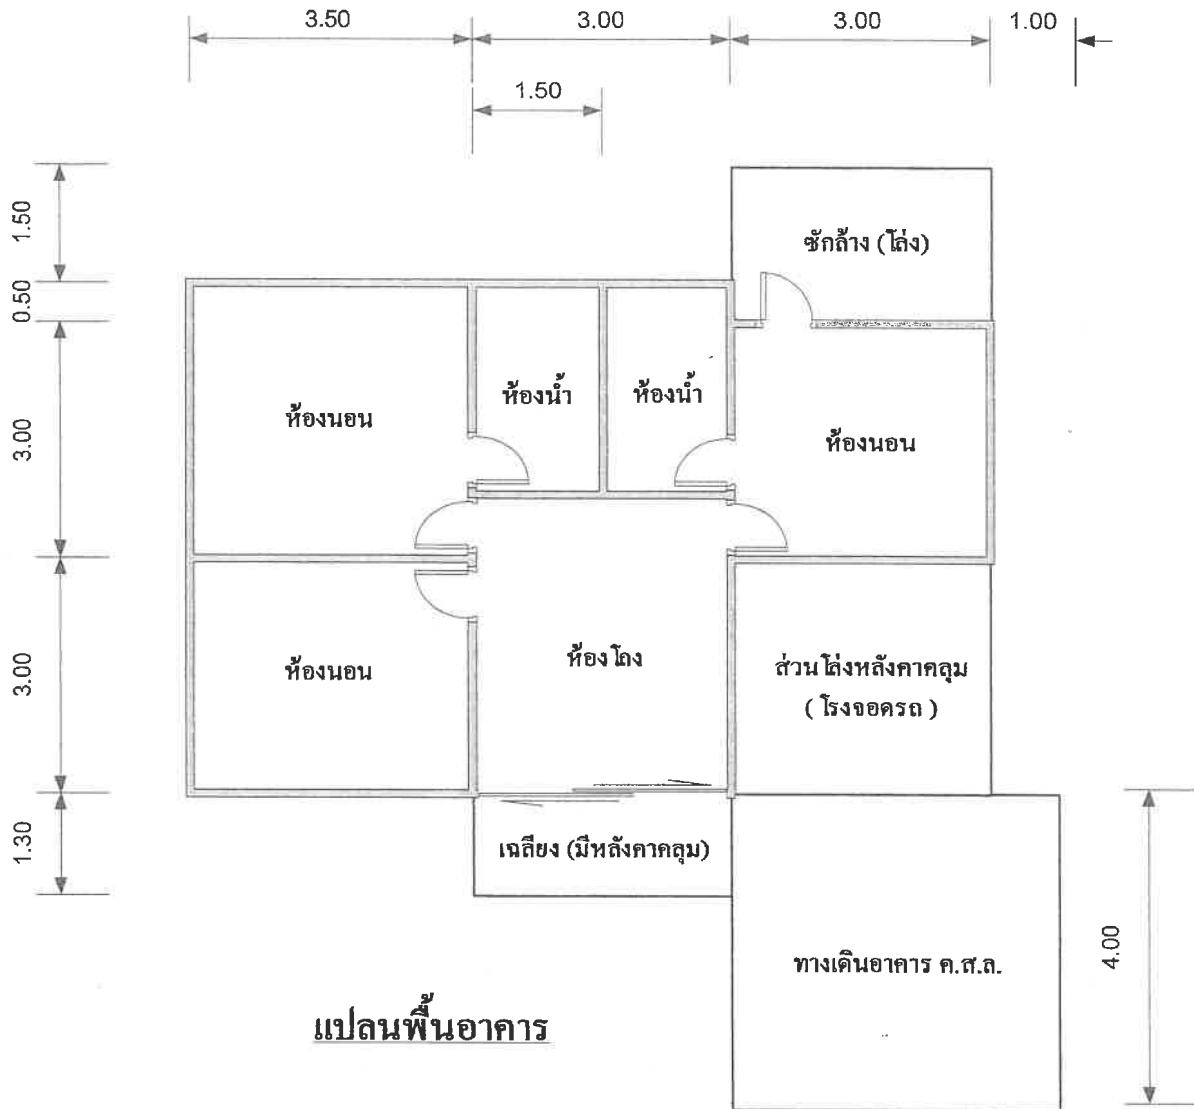 3.50
3.00
3.00
1.00
1.50
1.50
ซักล้าง (โล่ง)
0.50
ห้องน้ำ
ห้องน้ำ
ห้องนอน
3.00
ห้องนอน
ห้องนอน
ห้องโถง
ส่วนโล่งหลังคาคลุม
( โรงจอดรถ )
3.00
1.30
เฉลียง (มีหลังคาคลุม)
4.00
ทางเดินอาคาร ค.ส.ล.
แปลนพื้นอาคาร